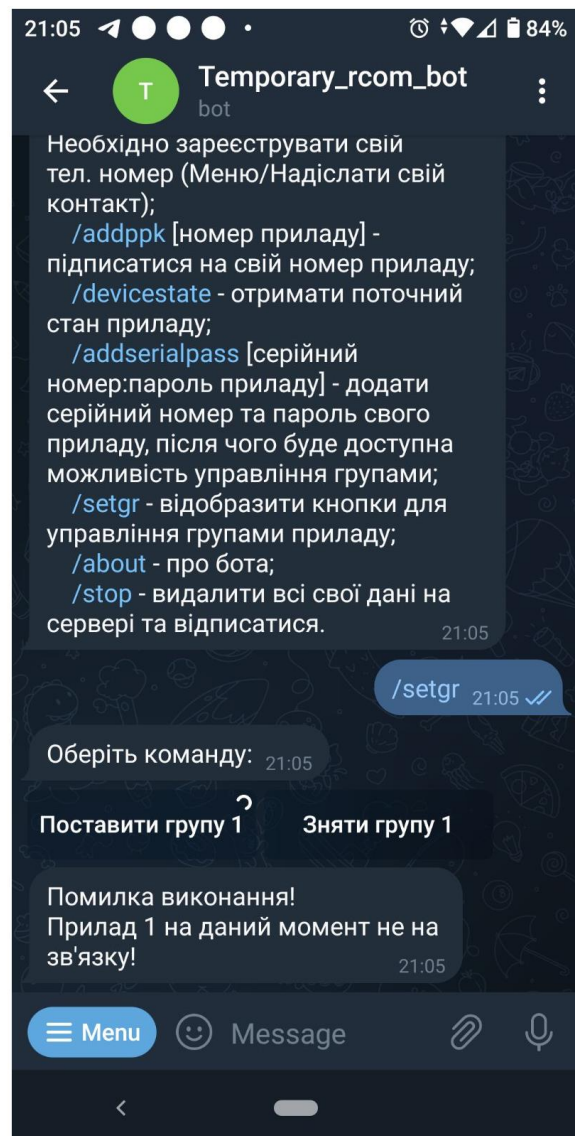 21:05
84%
T
Temporary_rcom_bot
bot
Необхідно зареєструвати свій
тел. номер (Меню/Надіслати свій
контакт);
/addppk [номер приладу] -
підписатися на свій номер приладу;
/devicestate - отримати поточний
стан приладу;
/addserialpass [серійний
номер:пароль приладу] - додати
серійний номер та пароль свого
приладу, після чого буде доступна
можливість управління групами;
/setgr - відобразити кнопки для
управління групами приладу;
/about - про бота;
/stop - видалити всі свої дані на
сервері та відписатися. 21:05
/setgr 21:05
Оберіть команду: 21:05
Поставити групу 1 Зняти групу 1
Помилка виконання!
Прилад 1 на даний момент не на
зв'язку! 21:05
Menu Message